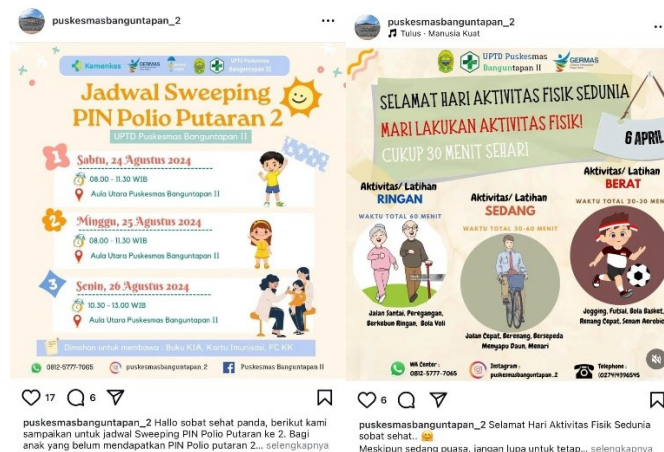 puskesmasbanguntapan_2
Kemenkes
GERMAS
UPTD Puskesmas
Banguntapan II
Jadwal Sweeping
PIN Polio Putaran 2
UPTD Puskesmas Banguntapan II
1
Sabtu, 24 Agustus 2024
08.00 - 11.30 WIB
Aula Utara Puskesmas Banguntapan II
2
Minggu, 25 Agustus 2024
08.00 - 11.30 WIB
Aula Utara Puskesmas Banguntapan II
3
Senin, 26 Agustus 2024
10.30 - 13.00 WIB
Aula Utara Puskesmas Banguntapan II
Dimohon untuk membawa : Buku KIA, Kartu Imunisasi, FC KK
0812-5777-7065
puskesmasbanguntapan_2
Puskesmas Banguntapan II
17
6
puskesmasbanguntapan_2 Hallo sobat sehat panda, berikut kami
sampaikan untuk jadwal Sweeping PIN Polio Putaran ke 2. Bagi
anak yang belum mendapatkan PIN Polio putaran 2... selengkapnya
puskesmasbanguntapan_2
Tulus · Manusia Kuat
UPTD Puskesmas
Banguntapan II
GERMAS
SELAMAT HARI AKTIVITAS FISIK SEDUNIA
MARI LAKUKAN AKTIVITAS FISIK!
CUKUP 30 MENIT SEHARI
6 APRIL
Aktivitas/ Latihan
RINGAN
WAKTU TOTAL 60 MENIT
Jalan Santai, Peregangan,
Berkebun Ringan, Bola Voli
Aktivitas/ Latihan
SEDANG
WAKTU TOTAL 30-60 MENIT
Jalan Cepat, Berenang, Bersepeda
Menyapu Daun, Menari
Aktivitas/ Latihan
BERAT
WAKTU TOTAL 20-30 MEN
Jogging, Futsal, Bola Basket,
Renang Cepat, Senam Aerobic
WA Center :
0812-5777-7065
Instagram :
puskesmasbanguntapan_2
Telephone :
(0274)4396545
6
puskesmasbanguntapan_2 Selamat Hari Aktivitas Fisik Sedunia
sobat sehat..
Meskipun sedang puasa, jangan lupa untuk tetap... selengkapnya